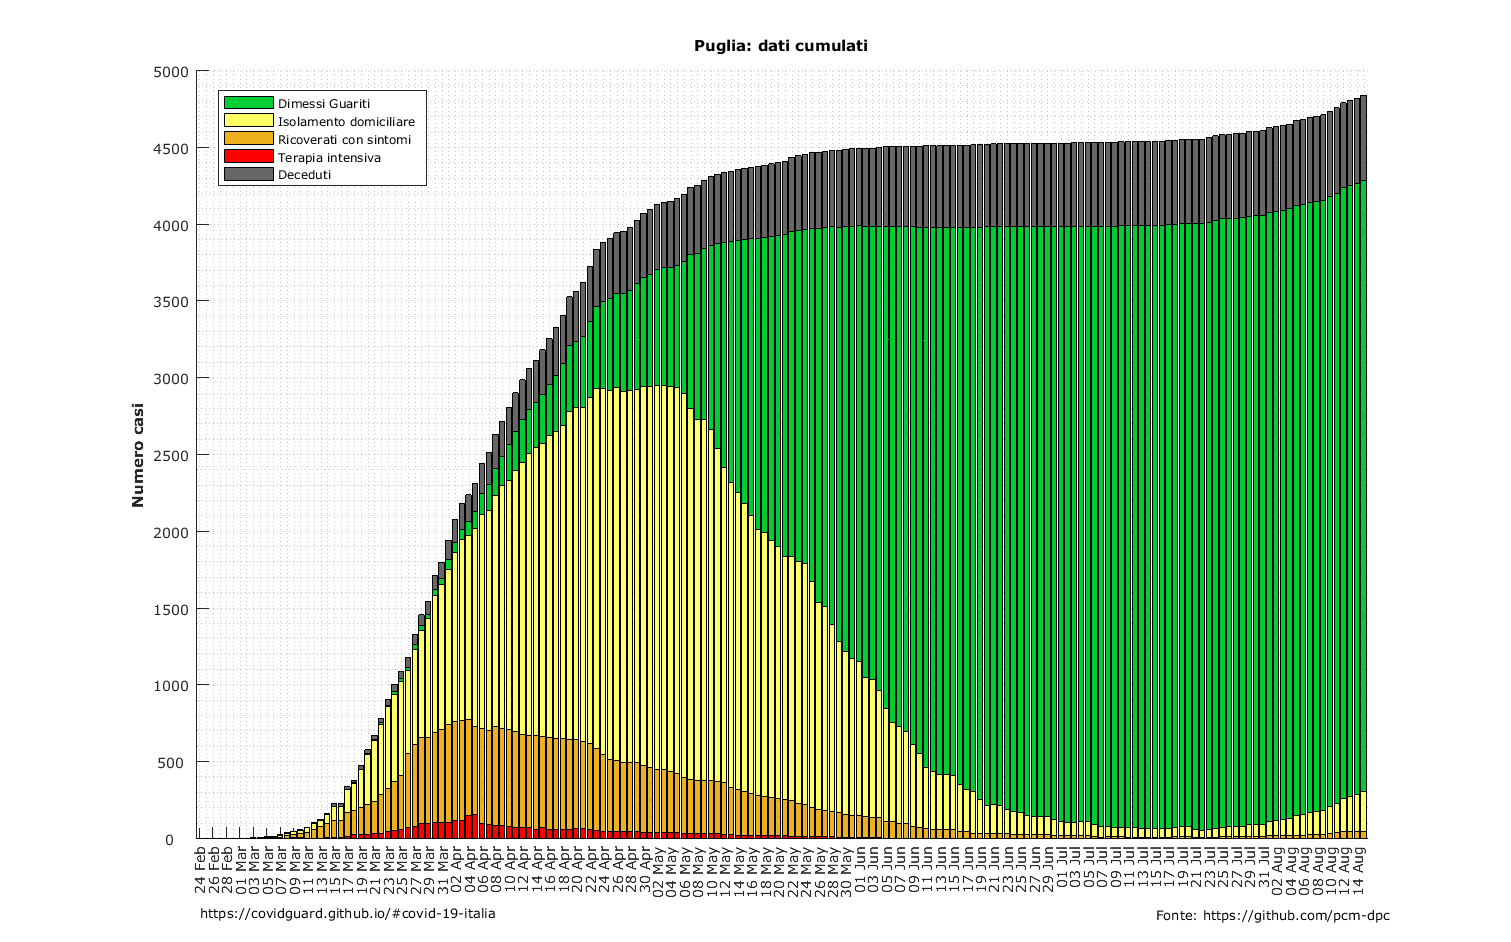 Puglia: dati cumulati
Numero casi
5000
4500
4000
3500
3000
2500
2000
1500
1000
500
0
Dimessi Guariti
Isolamento domiciliare
Ricoverati con sintomi
Terapia intensiva
Deceduti
24 Feb
26 Feb
28 Feb
01 Mar
03 Mar
05 Mar
07 Mar
09 Mar
11 Mar
13 Mar
15 Mar
17 Mar
19 Mar
21 Mar
23 Mar
25 Mar
27 Mar
29 Mar
31 Mar
02 Apr
04 Apr
06 Apr
08 Apr
10 Apr
12 Apr
14 Apr
16 Apr
18 Apr
20 Apr
22 Apr
24 Apr
26 Apr
28 Apr
30 Apr
02 May
04 May
06 May
08 May
10 May
12 May
14 May
16 May
18 May
20 May
22 May
24 May
26 May
28 May
30 May
01 Jun
03 Jun
05 Jun
07 Jun
09 Jun
11 Jun
13 Jun
15 Jun
17 Jun
19 Jun
21 Jun
23 Jun
25 Jun
27 Jun
29 Jun
01 Jul
03 Jul
05 Jul
07 Jul
09 Jul
11 Jul
13 Jul
15 Jul
17 Jul
19 Jul
21 Jul
23 Jul
25 Jul
27 Jul
29 Jul
31 Jul
02 Aug
04 Aug
06 Aug
08 Aug
10 Aug
12 Aug
14 Aug
https://covidguard.github.io/#covid-19-italia
Fonte: https://github.com/pcm-dpc